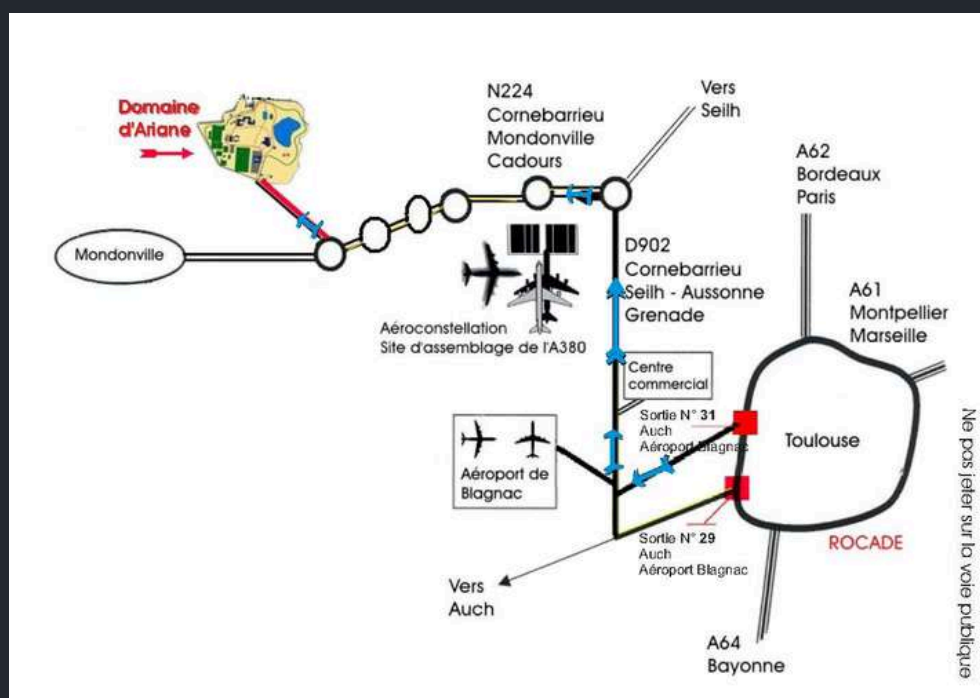 Domaine
d'Ariane
N224
Cornebarrieu
Mondonville
Cadours
Vers
Seilh
A62
Bordeaux
Paris
Mondonville
D902
Cornebarrieu
Seilh - Aussonne
Grenade
A61
Montpellier
Marseille
Aéroconstellation
Site d'assemblage de l'A380
Centre
commercial
Sortie N° 31
Auch
Aéroport Blagnac
Toulouse
Aéroport de
Blagnac
Sortie N° 29
Auch
Aéroport Blagnac
ROCADE
Vers
Auch
A64
Bayonne
Ne pas jeter sur la voie publique